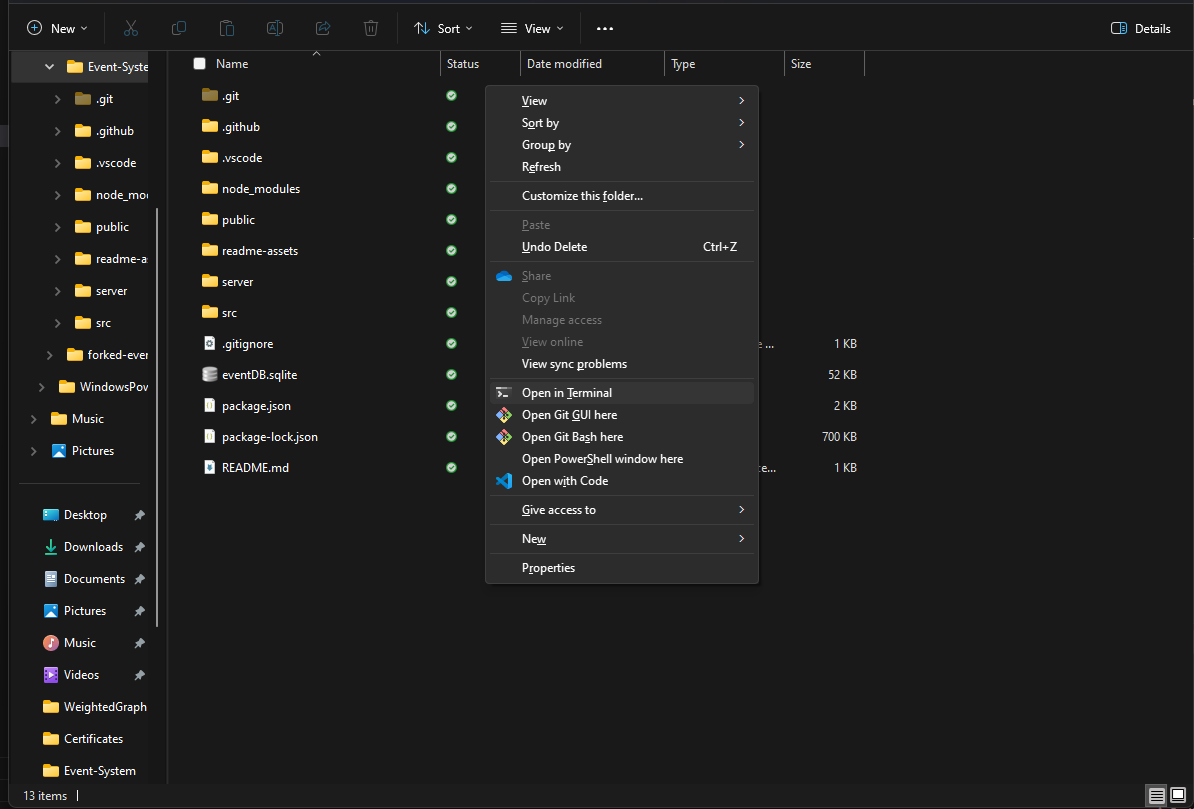 New
Sort
View
Details
Event-Syste
.git
.github
.vscode
node_mo
public
readme-a
server
src
forked-ever
WindowsPow
Music
Pictures
Desktop
Downloads
Documents
Pictures
Music
Videos
WeightedGraph
Certificates
Event-System
Name Status Date modified Type Size
.git
.github
.vscode
node_modules
public
readme-assets
server
src
.gitignore e ... 1 KB
eventDB.sqlite 52 KB
package.json 2 KB
package-lock.json 700 KB
README.md e... 1 KB
View
Sort by
Group by
Refresh
Customize this folder...
Paste
Undo Delete Ctrl+Z
Share
Copy Link
Manage access
View online
View sync problems
Open in Terminal
Open Git GUI here
Open Git Bash here
Open PowerShell window here
Open with Code
Give access to
New
Properties
13 items